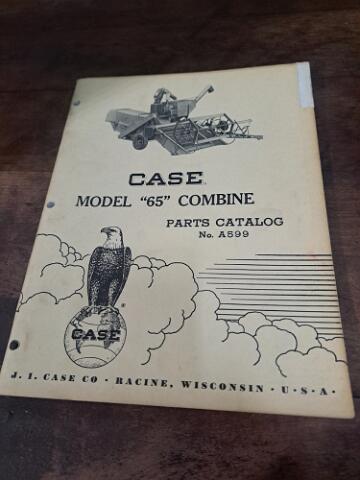 CASE
MODEL "65" COMBINE
PARTS CATALOG
No. A599
CASE
J. I. CASE CO · RACINE, WISCONSIN · U · S · A ·